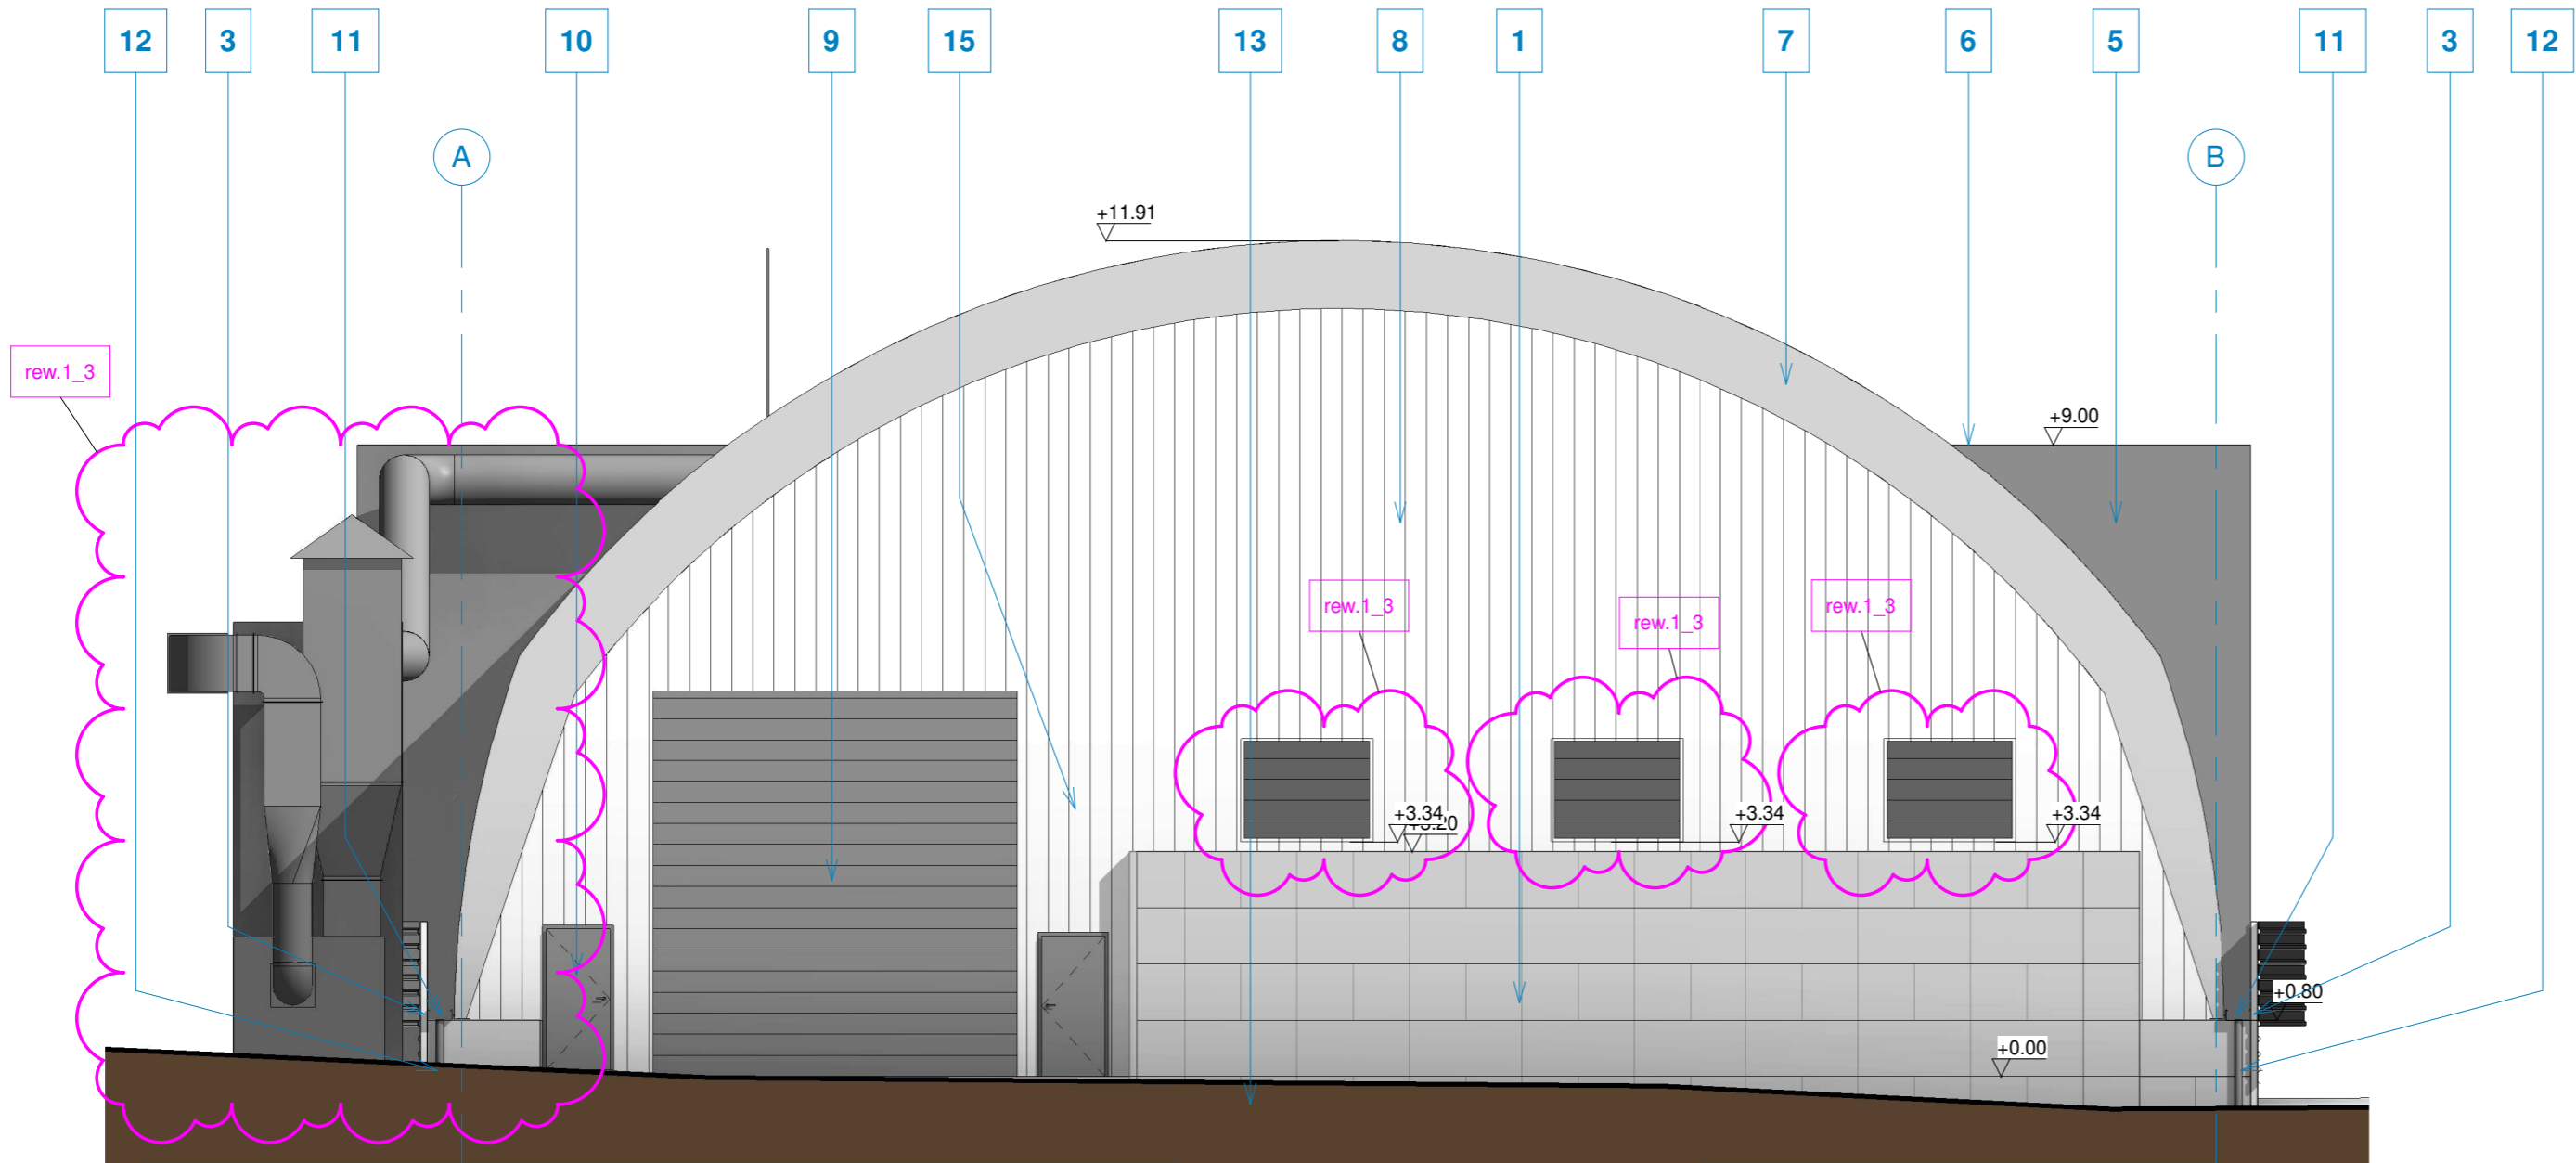 12 3 11 10 9 15 13 8 1 7 6 5 11 3 12
A B
+11.91
rew.1_3
+9.00
rew.1_3 rew.1_3 rew.1_3
+3.34 +3.34 +3.34
+0.80
+0.00